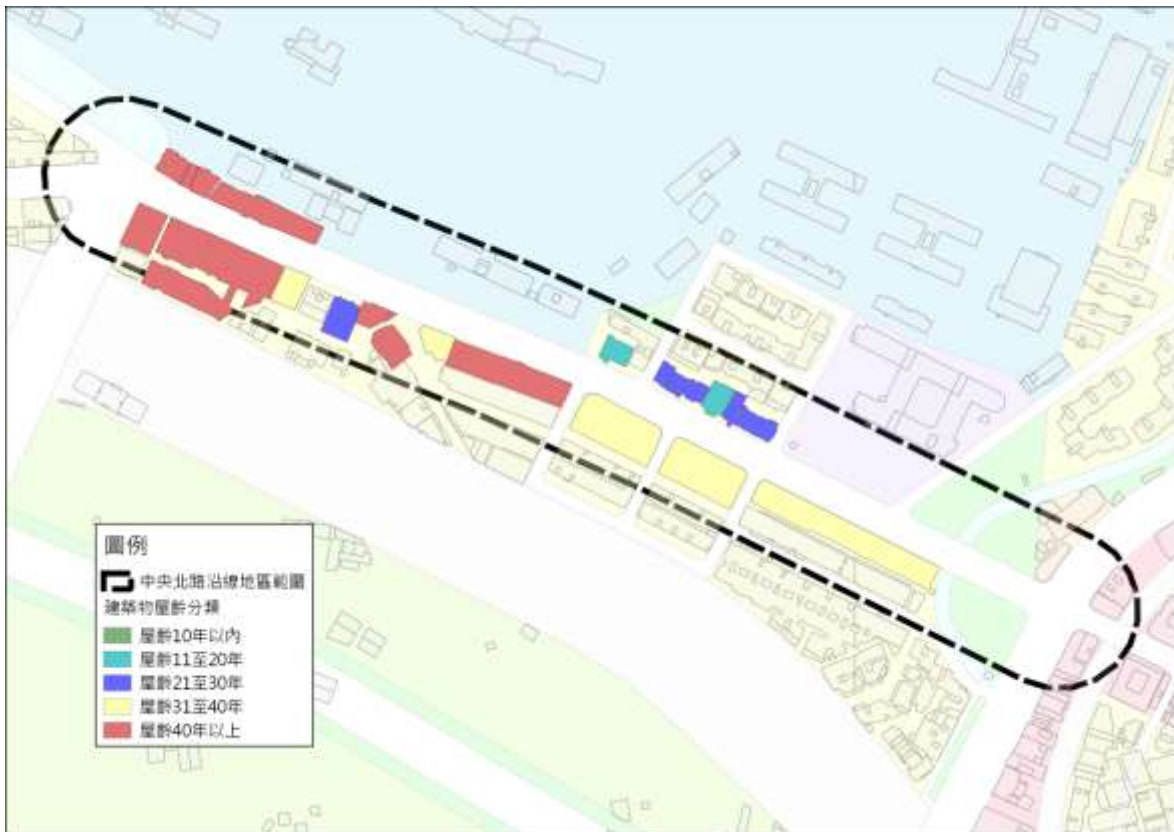 圖例
中央北路沿線地區範圍
建築物屋齡分類
屋齡10年以內
屋齡11至20年
屋齡21至30年
屋齡31至40年
屋齡40年以上